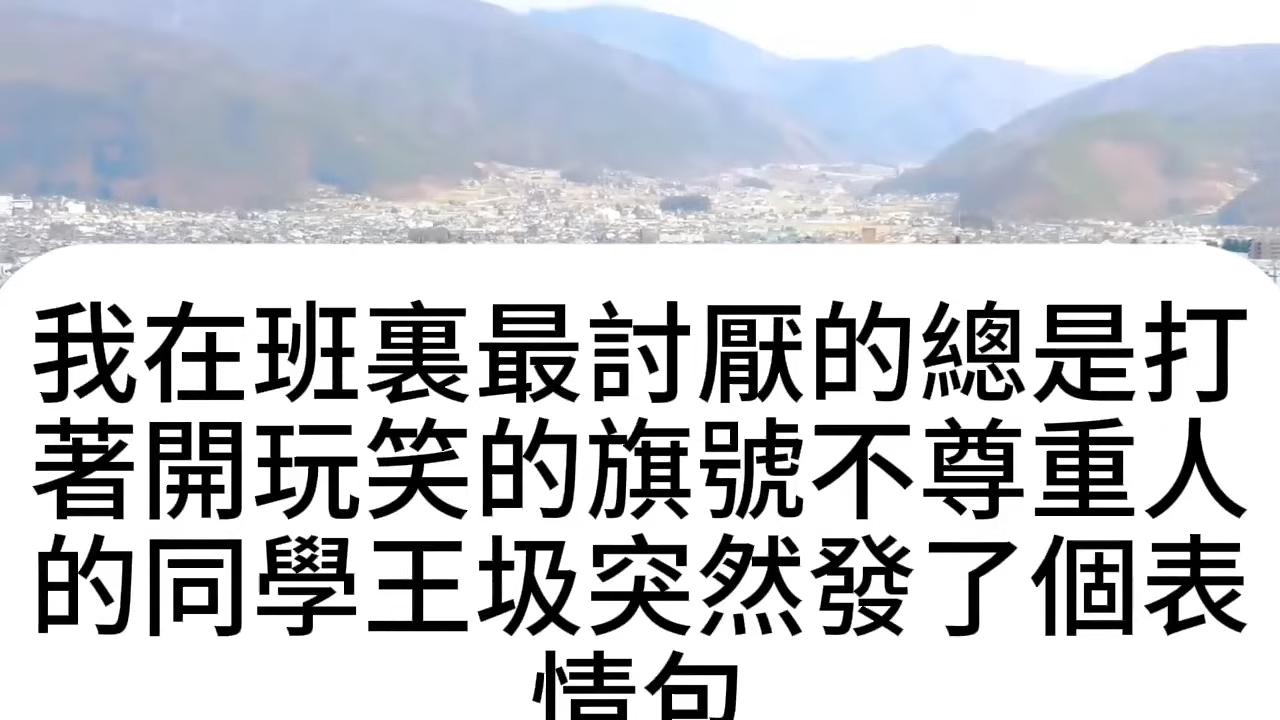 我在班裏最討厭的總是打
著開玩笑的旗號不尊重人
的同學王圾突然發了個表
情